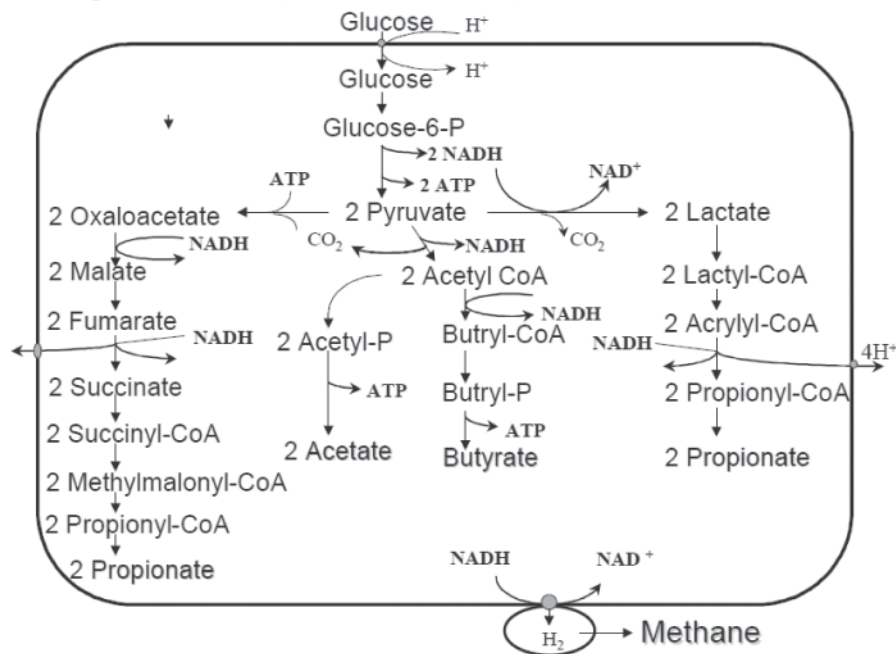 Glucose
H⁺
Glucose
H⁺
Glucose-6-P
2 NADH
NAD⁺
ATP
2 ATP
2 Oxaloacetate
2 Pyruvate
2 Lactate
NADH
CO₂
NADH
CO₂
2 Malate
2 Acetyl CoA
2 Lactyl-CoA
2 Fumarate
NADH
2 Acetyl-P
Butryl-CoA
NADH
2 Acrylyl-CoA
NADH
4H⁺
2 Succinate
ATP
Butryl-P
2 Propionyl-CoA
2 Succinyl-CoA
ATP
2 Acetate
Butyrate
2 Propionate
2 Methylmalonyl-CoA
2 Propionyl-CoA
2 Propionate
NADH
NAD⁺
H₂
Methane